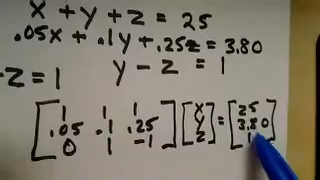 x + y + z = 25
.05x + .1y + .25z = 3.80
-z = 1 y - z = 1
[1 1 1] [x] = [25]
[.05 .1 .25] [y] [3.80]
[0 1 -1] [z]